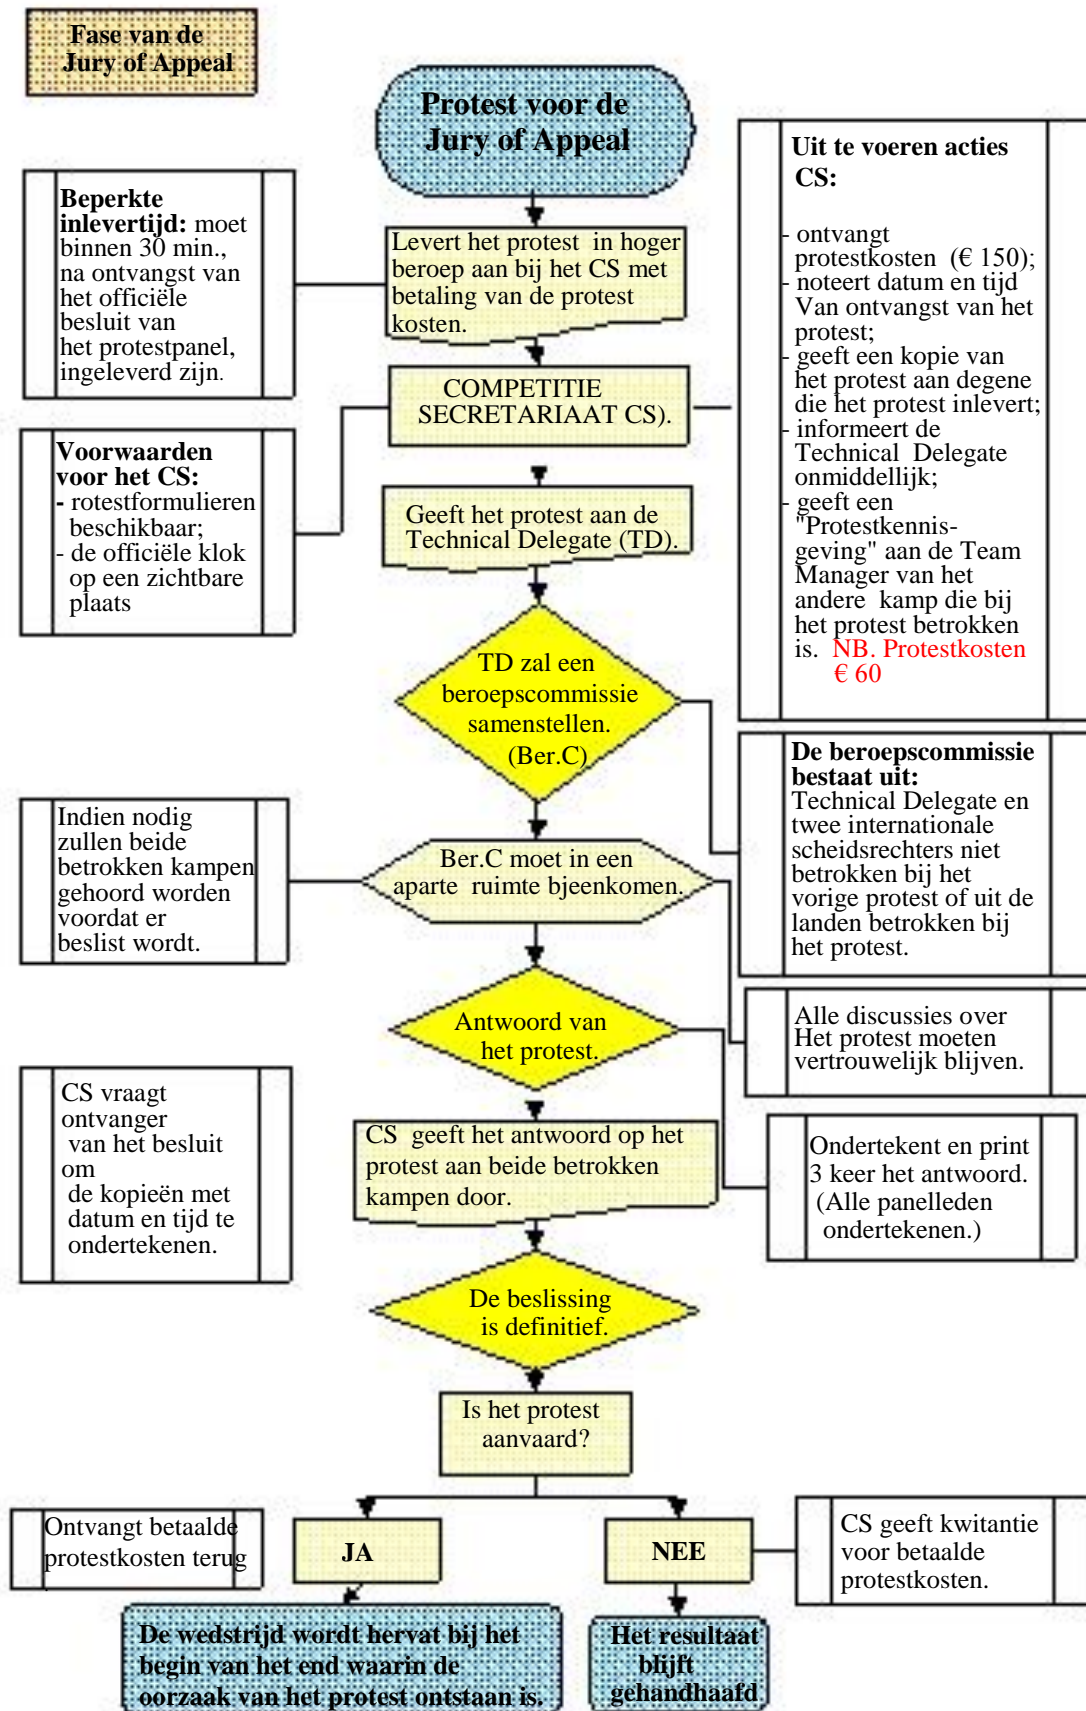 Fase van de
Jury of Appeal
Protest voor de
Jury of Appeal
Beperkte
inlevertijd: moet
binnen 30 min.,
na ontvangst van
het officiële
besluit van
het protestpanel,
ingeleverd zijn.
Levert het protest in hoger
beroep aan bij het CS met
betaling van de protest
kosten.
Uit te voeren acties
CS:
- ontvangt
protestkosten (€ 150);
- noteert datum en tijd
Van ontvangst van het
protest;
- geeft een kopie van
het protest aan degene
die het protest inlevert;
- informeert de
Technical Delegate
onmiddellijk;
- geeft een
"Protestkennis-
geving" aan de Team
Manager van het
andere kamp die bij
het protest betrokken
is. NB. Protestkosten
€ 60
COMPETITIE
SECRETARIAAT CS).
Voorwaarden
voor het CS:
- rotestformulieren
beschikbaar;
- de officiële klok
op een zichtbare
plaats
Geeft het protest aan de
Technical Delegate (TD).
TD zal een
beroepscommissie
samenstellen.
(Ber.C)
De beroepscommissie
bestaat uit:
Technical Delegate en
twee internationale
scheidsrechters niet
betrokken bij het
vorige protest of uit de
landen betrokken bij
het protest.
Indien nodig
zullen beide
betrokken kampen
gehoord worden
voordat er
beslist wordt.
Ber.C moet in een
aparte ruimte bjeenkomen.
Alle discussies over
Het protest moeten
vertrouwelijk blijven.
Antwoord van
het protest.
Ondertekent en print
3 keer het antwoord.
(Alle panelleden
ondertekenen.)
CS vraagt
ontvanger
van het besluit
om
de kopieën met
datum en tijd te
ondertekenen.
CS geeft het antwoord op het
protest aan beide betrokken
kampen door.
De beslissing
is definitief.
Is het protest
aanvaard?
Ontvangt betaalde
protestkosten terug
JA
NEE
CS geeft kwitantie
voor betaalde
protestkosten.
De wedstrijd wordt hervat bij het
begin van het end waarin de
oorzaak van het protest ontstaan is.
Het resultaat
blijft
gehandhaafd